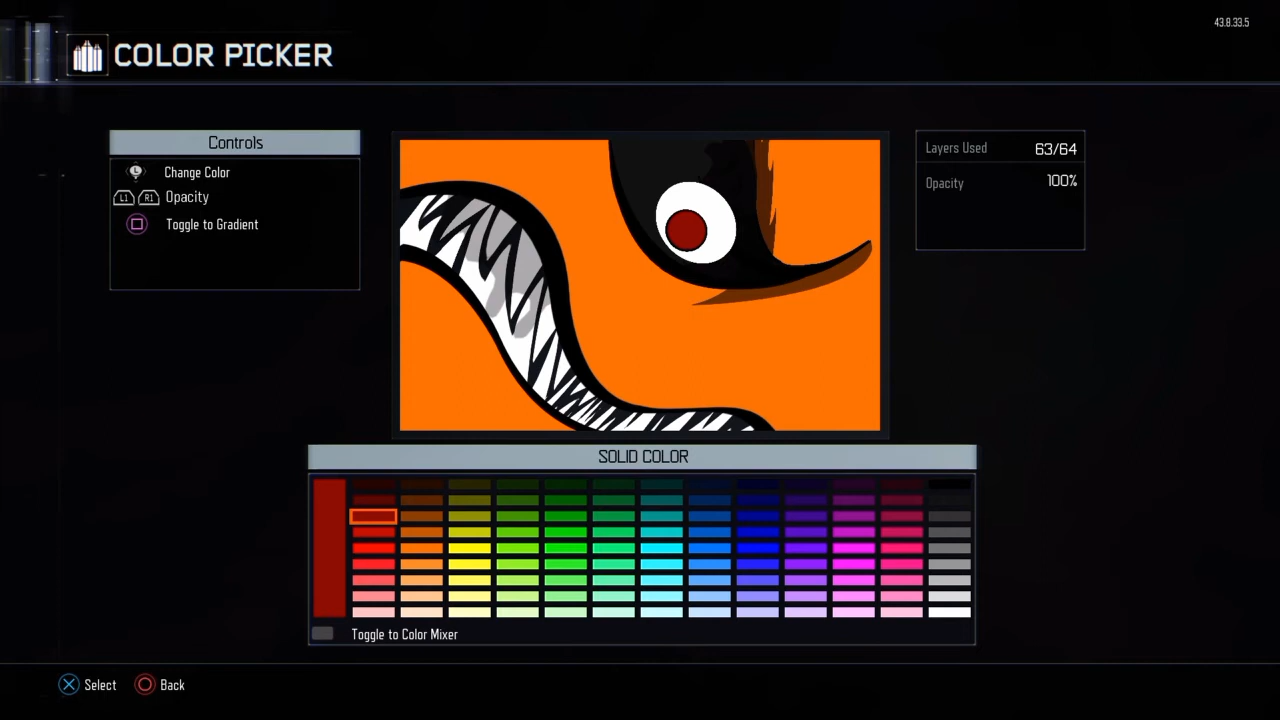 43.8.33.5
COLOR PICKER
Controls
L Change Color
L1 R1 Opacity
Toggle to Gradient
Layers Used 63/64
Opacity 100%
SOLID COLOR
Toggle to Color Mixer
Select Back